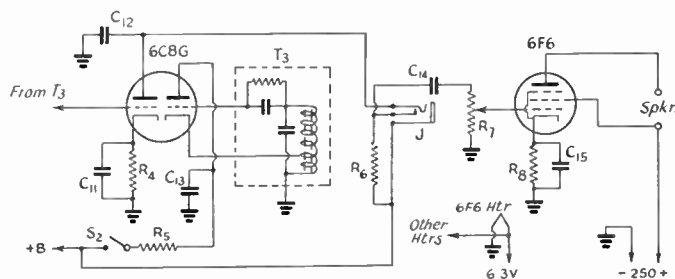 C12
6C8G
T3
6F6
From T3
C14
Spkr.
R7
J
C11
R4
C13
R6
R8
C15
+B
S2
R5
6F6 Htr
Other
Htrs
6 3V
- 250 +